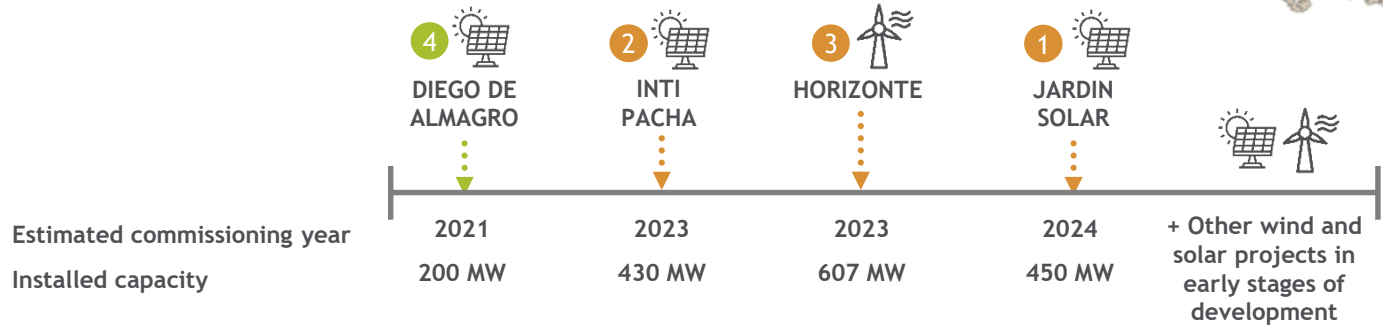 4
2
3
1
DIEGO DE
ALMAGRO
INTI
PACHA
HORIZONTE
JARDIN
SOLAR
Estimated commissioning year
2021
2023
2023
2024
Installed capacity
200 MW
430 MW
607 MW
450 MW
+ Other wind and
solar projects in
early stages of
development